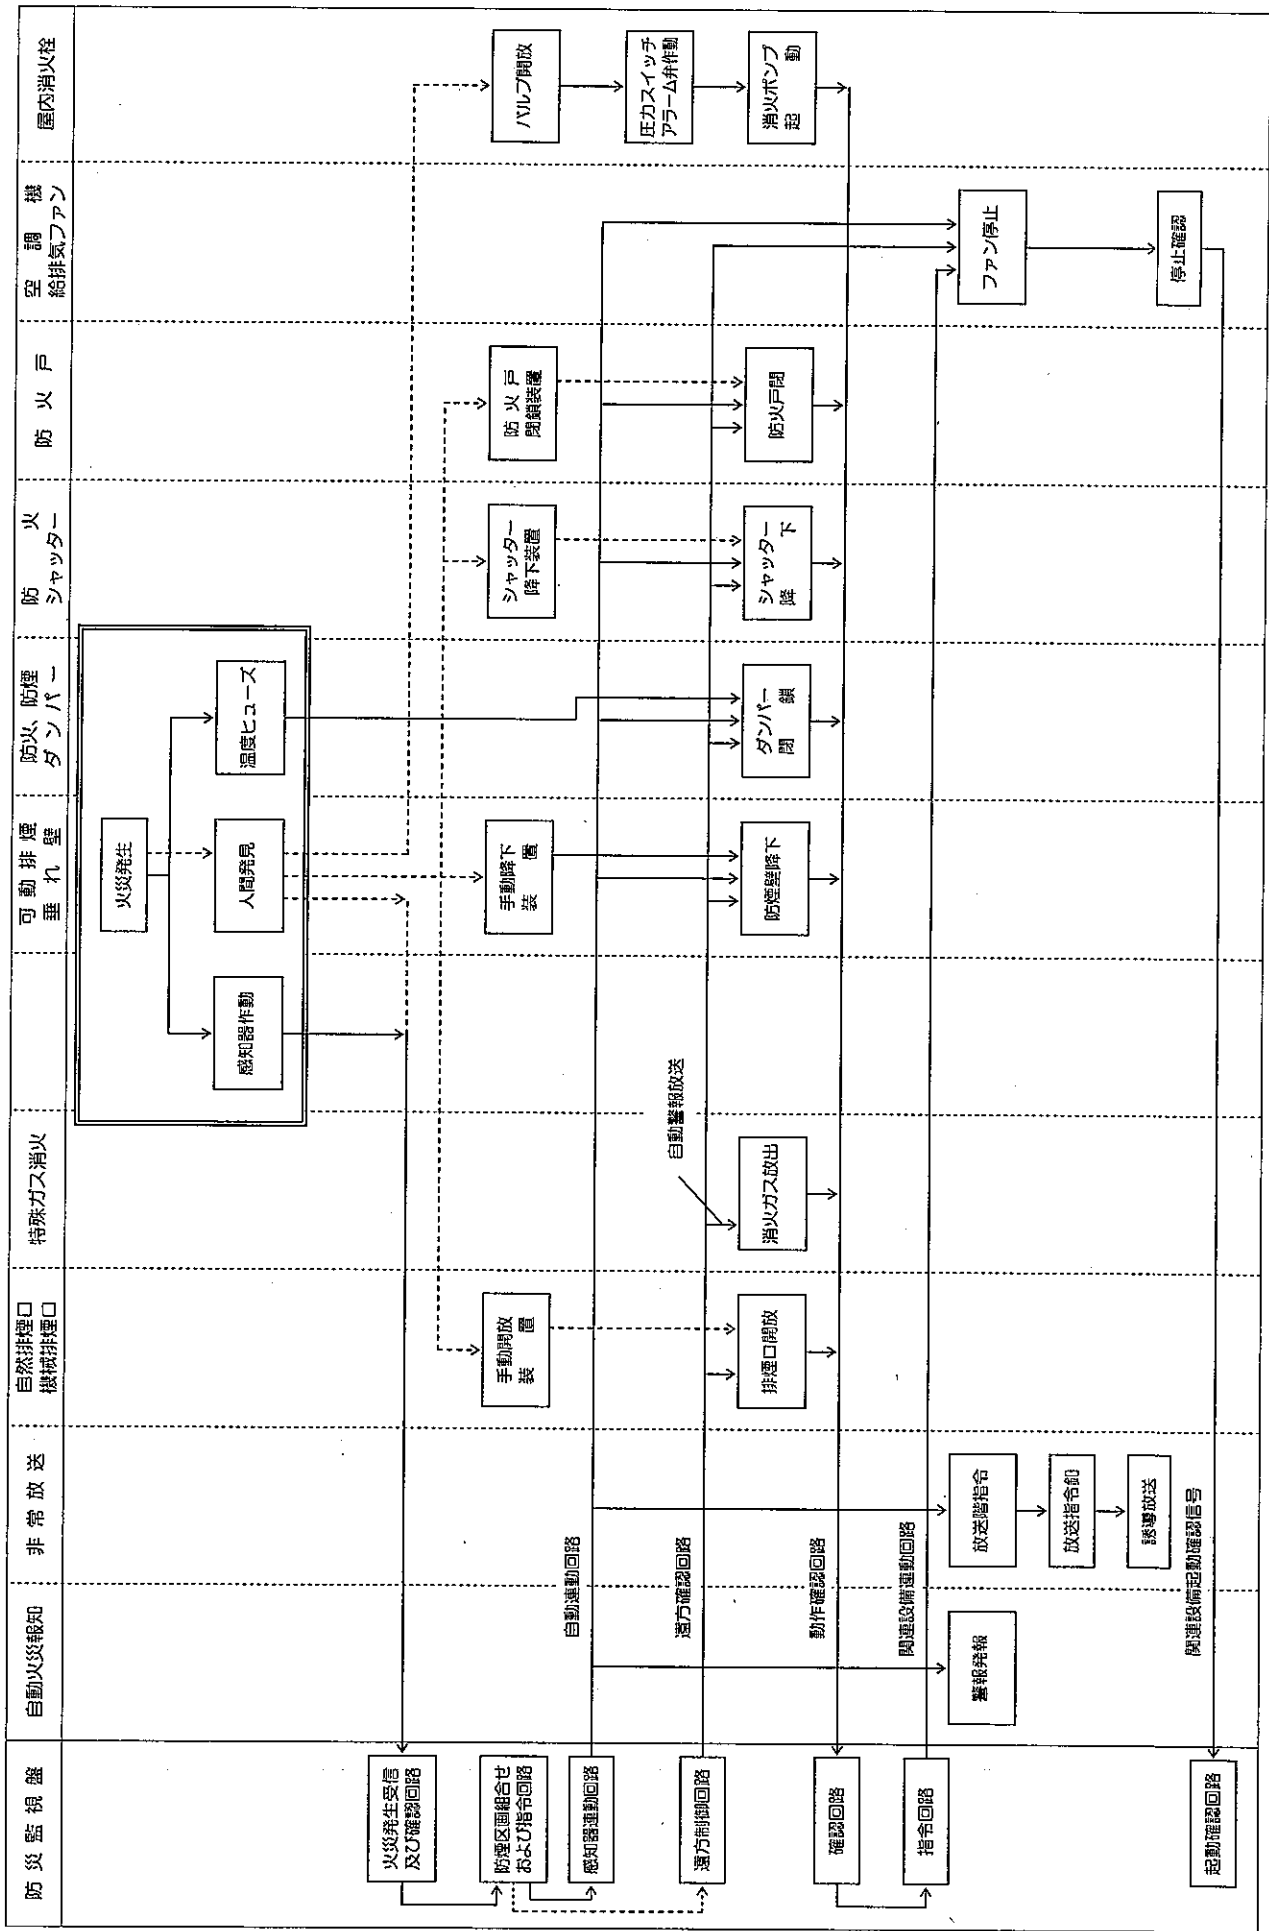 防災監視盤
自動火災報知
非常放送
自然排煙口
機械排煙口
特殊ガス消火
可動排煙
垂れ壁
防火、防煙
ダンパー
防火
シャッター
防火戸
空調機
給排気ファン
屋内消火栓
火災発生
感知器作動
人間発見
温度ヒューズ
火災発生受信
及び確認回路
防煙区画組合せ
および指令回路
手動開放
装置
手動降下
装置
シャッター
降下装置
防火戸
閉鎖装置
バルブ開放
感知器連動回路
自動連動回路
圧力スイッチ
アラーム弁作動
自動警報放送
遠方制御回路
遠方確認回路
排煙口開放
消火ガス放出
防煙壁降下
ダンパー
閉鎖
シャッター
降下
防火戸閉
消火ポンプ
起動
確認回路
動作確認回路
指令回路
関連設備連動回路
警報発報
放送階指令
ファン停止
放送指令卸
誘導放送
停止確認
起動確認回路
関連設備起動確認信号